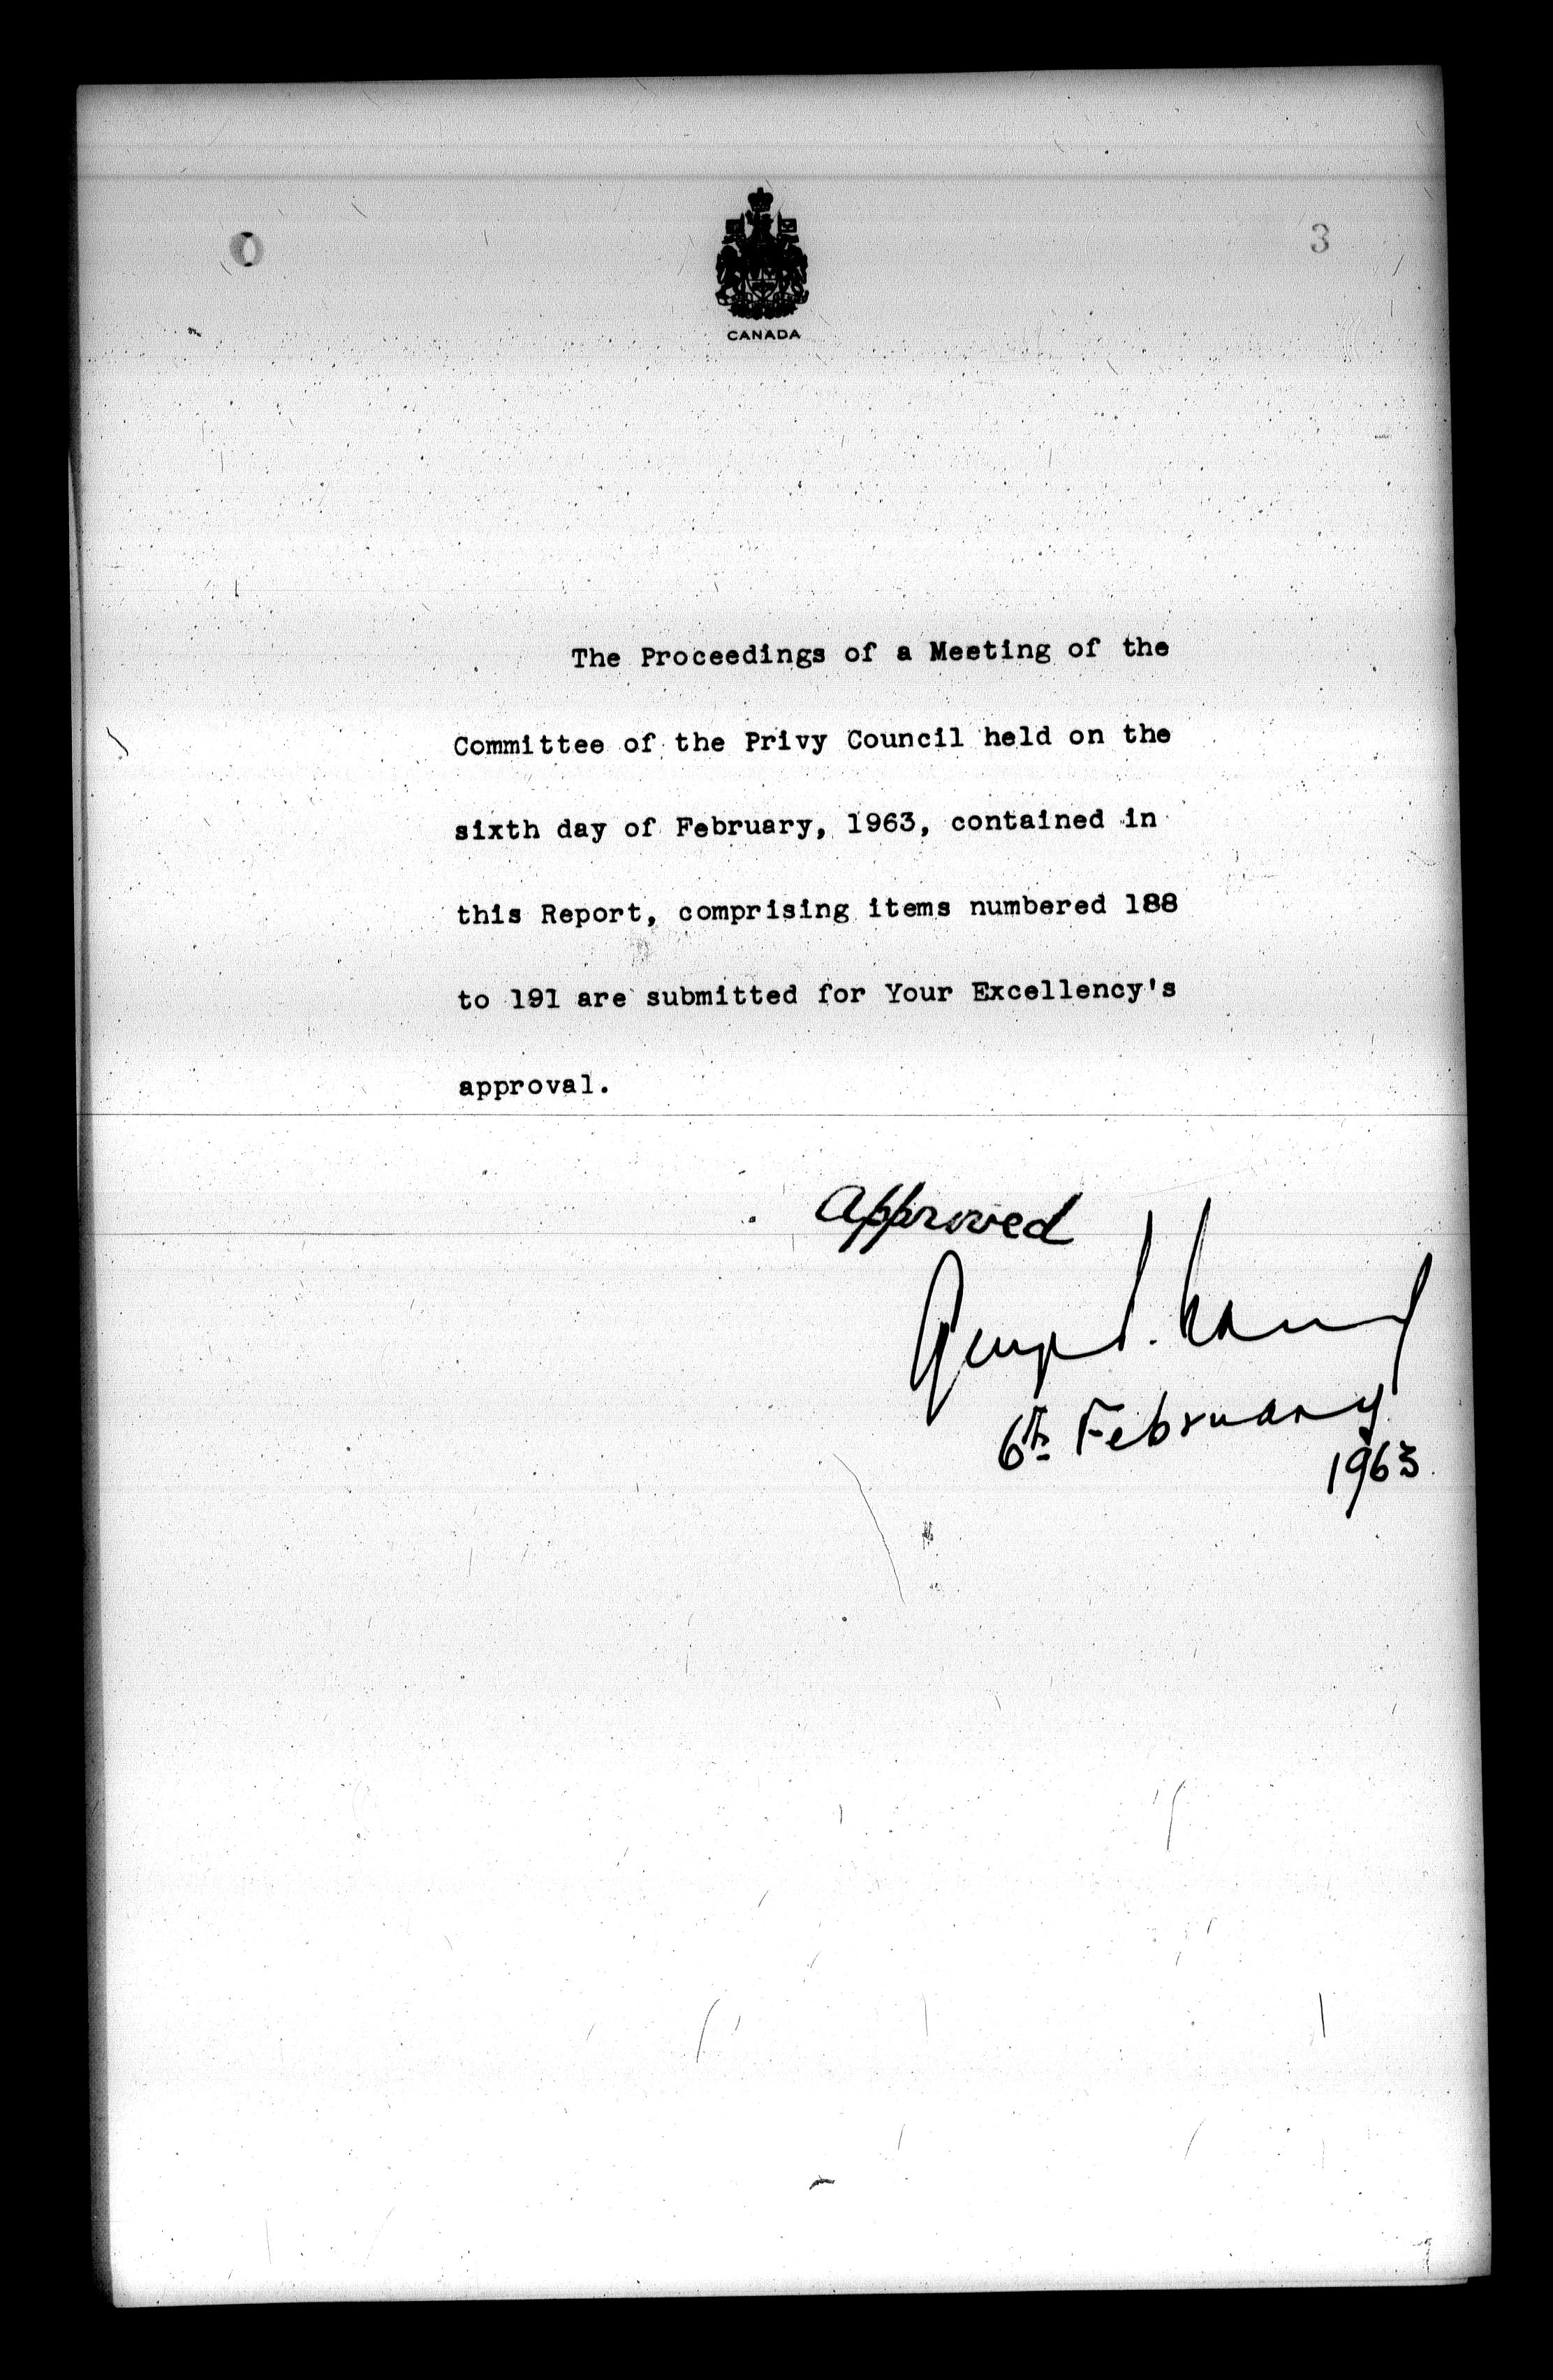 3
CANADA
The Proceedings of a Meeting of the
Committee of the Privy Council held on the
sixth day of February, 1963, contained in
this Report, comprising items numbered 188
to 191 are submitted for Your Excellency's
approval.
Approved
6th February
1963